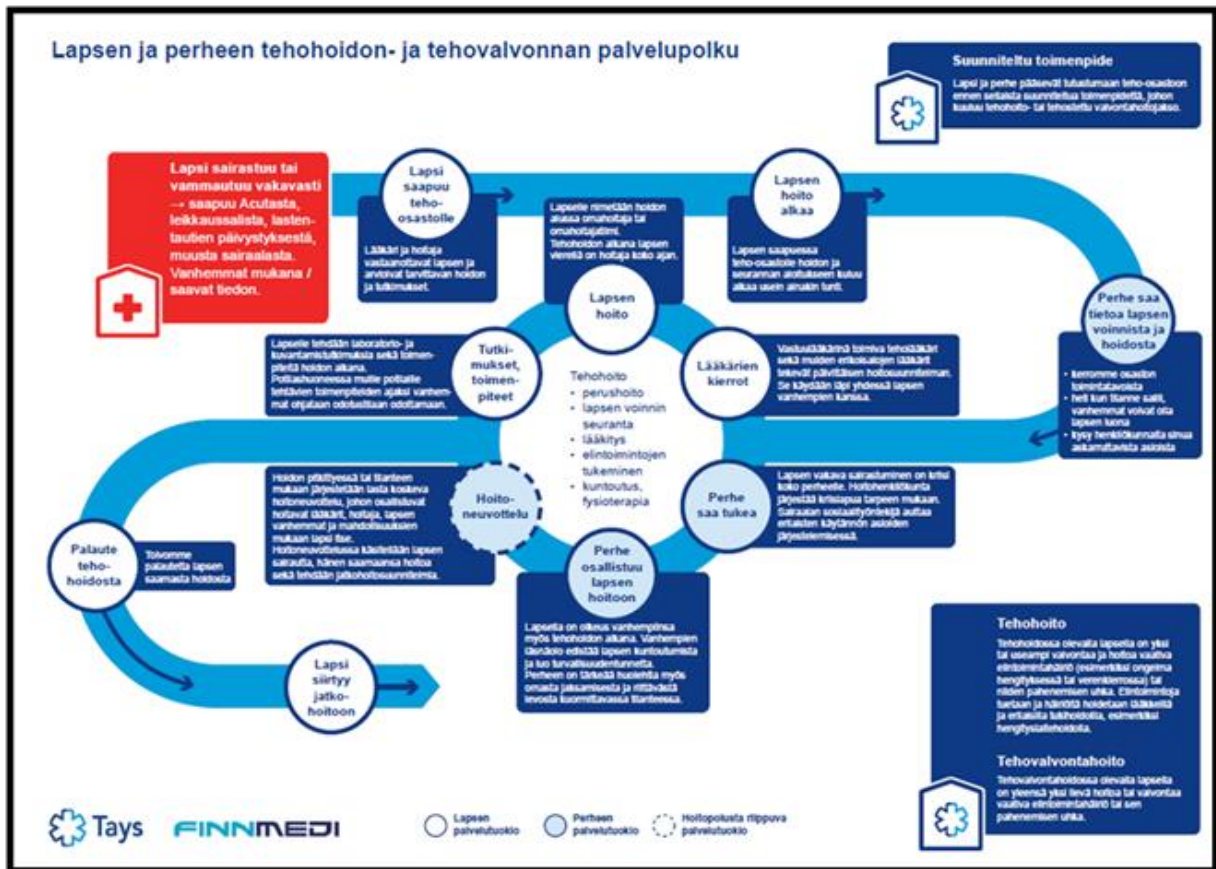 Lapsen ja perheen tehohoidon- ja tehovalvonnan palvelupolku
Suunniteltu toimenpide
Lapsi ja perhe pääsevät tutustumaan teho-osastoon
ennen sellaista suunniteltua toimenpidettä, johon
kuuluu tehohoito- tai tehostettu valvontahoitojakso.
Lapsi sairastuu tai
vammautuu vakavasti
→ saapuu Acutasta,
leikkaussalista, lasten-
tautien päivystyksestä,
muusta sairaalasta.
Vanhemmat mukana /
saavat tiedon.
Lapsi
saapuu
teho-
osastolle
Lääkäri ja hoitaja
vastaanottavat lapsen ja
arvioivat tarvittavan hoidon
ja tutkimukset.
Lapselle nimetään hoidon
alussa omahoitaja tai
omahoitajatiimi.
Tehohoidon aikana lapsen
vierellä on hoitaja koko ajan.
Lapsen
hoito
Lapsen
hoito
alkaa
Lapsen saapuessa
teho-osastolle hoidon ja
seurannan aloitukseen kuluu
aikaa usein ainakin tunti.
Perhe saa
tietoa lapsen
voinnista ja
hoidosta
• kerromme osaston
toimintatavoista
• heti kun tilanne sallii,
vanhemmat voivat olla
lapsen luona
• kysy henkilökunnalta sinua
askarruttavista asioista
Lapselle tehdään laboratorio- ja
kuvantamistutkimuksia sekä toimen-
piteitä hoidon aikana.
Potilashuoneessa muille potilaille
tehtävien toimenpiteiden ajaksi vanhem-
mat ohjataan odotustilaan odottamaan.
Tutki-
mukset,
toimen-
piteet
Lääkärien
kierrot
Vastuulääkärinä toimiva teholääkäri
sekä muiden erikoisalojen lääkärit
tekevät päivittäisen hoitosuunnitelman.
Se käydään läpi yhdessä lapsen
vanhempien kanssa.
Tehohoito
• perushoito
• lapsen voinnin
seuranta
• lääkitys
• elintoimintojen
tukeminen
• kuntoutus,
fysioterapia
Hoidon pitkittyessä tai tilanteen
mukaan järjestetään lasta koskeva
hoitoneuvottelu, johon osallistuvat
hoitavat lääkärit, hoitaja, lapsen
vanhemmat ja mahdollisuuksien
mukaan lapsi itse.
Hoitoneuvottelussa käsitellään lapsen
sairautta, hänen saamaansa hoitoa
sekä tehdään jatkohoitosuunnitelmia.
Hoito-
neuvottelu
Perhe
saa tukea
Lapsen vakava sairastuminen on kriisi
koko perheelle. Hoitohenkilökunta
järjestää kriisiapua tarpeen mukaan.
Sairaalan sosiaalityöntekijä auttaa
erilaisten käytännön asioiden
järjestelemisessä.
Perhe
osallistuu
lapsen
hoitoon
Lapsella on oikeus vanhempiinsa
myös tehohoidon aikana. Vanhempien
läsnäolo edistää lapsen kuntoutumista
ja luo turvallisuudentunnetta.
Perheen on tärkeää huolehtia myös
omasta jaksamisesta ja riittävästä
levosta kuormittavassa tilanteessa.
Palaute
teho-
hoidosta
Toivomme
palautetta lapsen
saamasta hoidosta
Lapsi
siirtyy
jatko-
hoitoon
Tehohoito
Tehohoidossa olevalla lapsella on yksi
tai useampi valvontaa ja hoitoa vaativa
elintoimintahäiriö (esimerkiksi ongelma
hengityksessä tai verenkierrossa) tai
niiden pahenemisen uhka. Elintoimintoja
tuetaan ja häiriöitä hoidetaan lääkkeillä
ja erilaisilla tukihoidoilla, esimerkiksi
hengityslaitehoidolla.
Tehovalvontahoito
Tehovalvontahoidossa olevalla lapsella
on yleensä yksi lievä hoitoa tai valvontaa
vaativa elintoimintahäiriö tai sen
pahenemisen uhka.
Tays
FINNMEDI
Lapsen
palvelutuokio
Perheen
palvelutuokio
Hoitopolusta riippuva
palvelutuokio